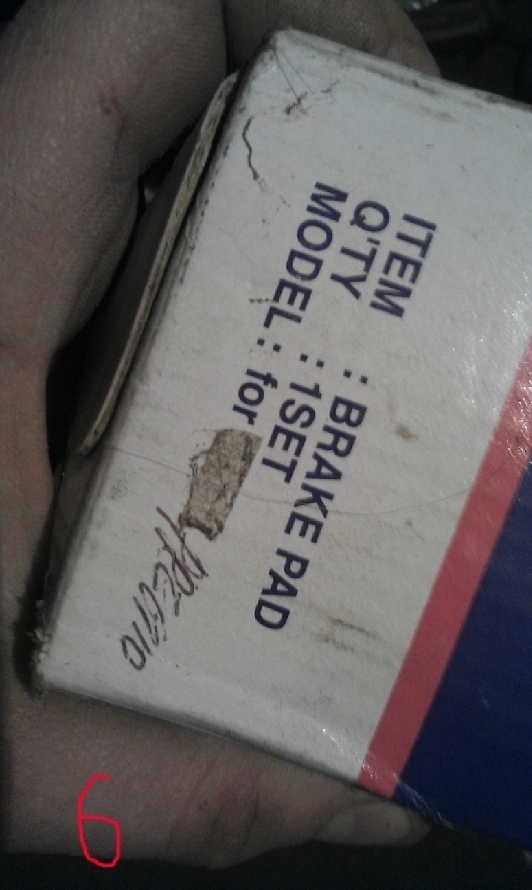 ITEM : BRAKE PAD
Q'TY : 1SET
MODEL : for
6